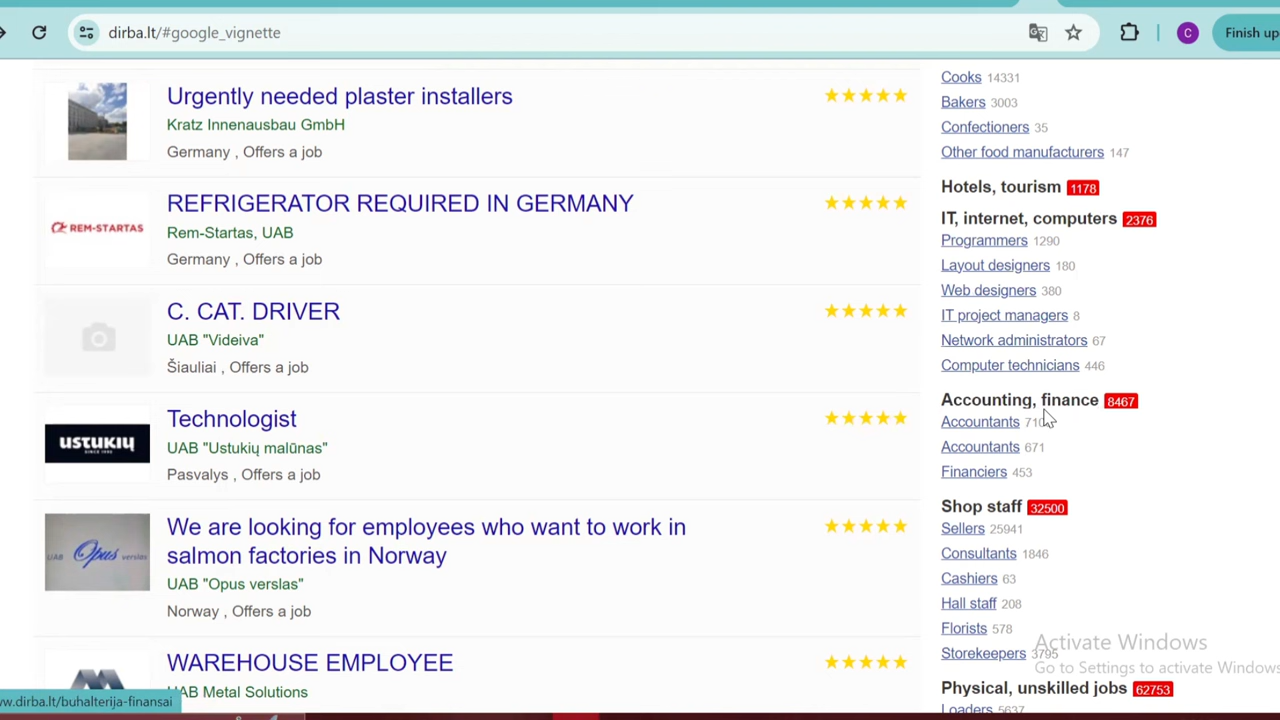 dirba.lt/#google_vignette
C
Finish up
Urgently needed plaster installers
Kratz Innenausbau GmbH
Germany , Offers a job
REM-STARTAS
REFRIGERATOR REQUIRED IN GERMANY
Rem-Startas, UAB
Germany , Offers a job
C. CAT. DRIVER
UAB "Videiva"
Šiauliai , Offers a job
ustukių
SINCE 1992
Technologist
UAB "Ustukių malūnas"
Pasvalys , Offers a job
UAB Opus verslas
We are looking for employees who want to work in
salmon factories in Norway
UAB "Opus verslas"
Norway , Offers a job
WAREHOUSE EMPLOYEE
UAB Metal Solutions
Cooks 14331
Bakers 3003
Confectioners 35
Other food manufacturers 147
Hotels, tourism 1178
IT, internet, computers 2376
Programmers 1290
Layout designers 180
Web designers 380
IT project managers 8
Network administrators 67
Computer technicians 446
Accounting, finance 8467
Accountants
Accountants 671
Financiers 453
Shop staff 32500
Sellers 25941
Consultants 1846
Cashiers 63
Hall staff 208
Florists 578
Storekeepers 3795
Physical, unskilled jobs 62753
Loaders 5637
Activate Windows
Go to Settings to activate Windows
w.dirba.lt/buhalterija-finansai